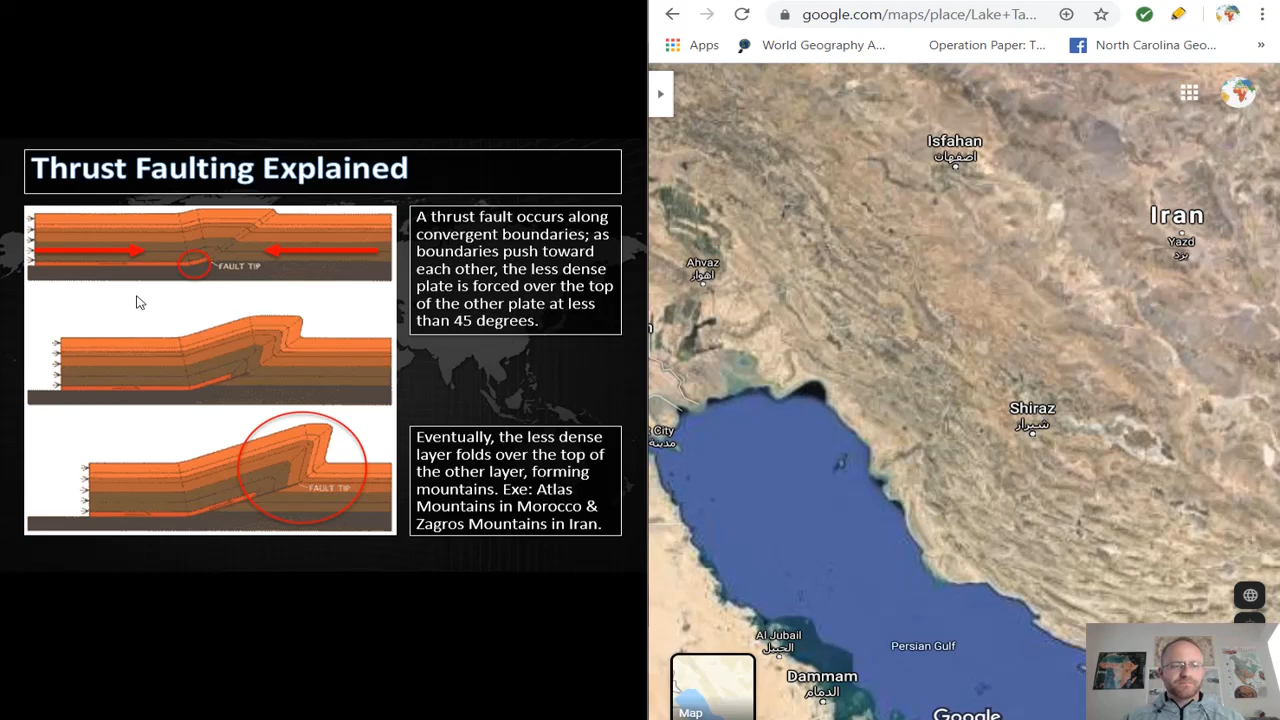 Thrust Faulting Explained
FAULT TIP
FAULT TIP
A thrust fault occurs along
convergent boundaries; as
boundaries push toward
each other, the less dense
plate is forced over the top
of the other plate at less
than 45 degrees.
Eventually, the less dense
layer folds over the top of
the other layer, forming
mountains. Exe: Atlas
Mountains in Morocco &
Zagros Mountains in Iran.
google.com/maps/place/Lake+Ta...
Apps
World Geography A...
Operation Paper: T...
North Carolina Geo...
»
Isfahan
اصفهان
Iran
Yazd
یزد
Ahvaz
اهواز
Shiraz
شیراز
City
مدينة
Al Jubail
الجبيل
Persian Gulf
Dammam
الدمام
Map
Google